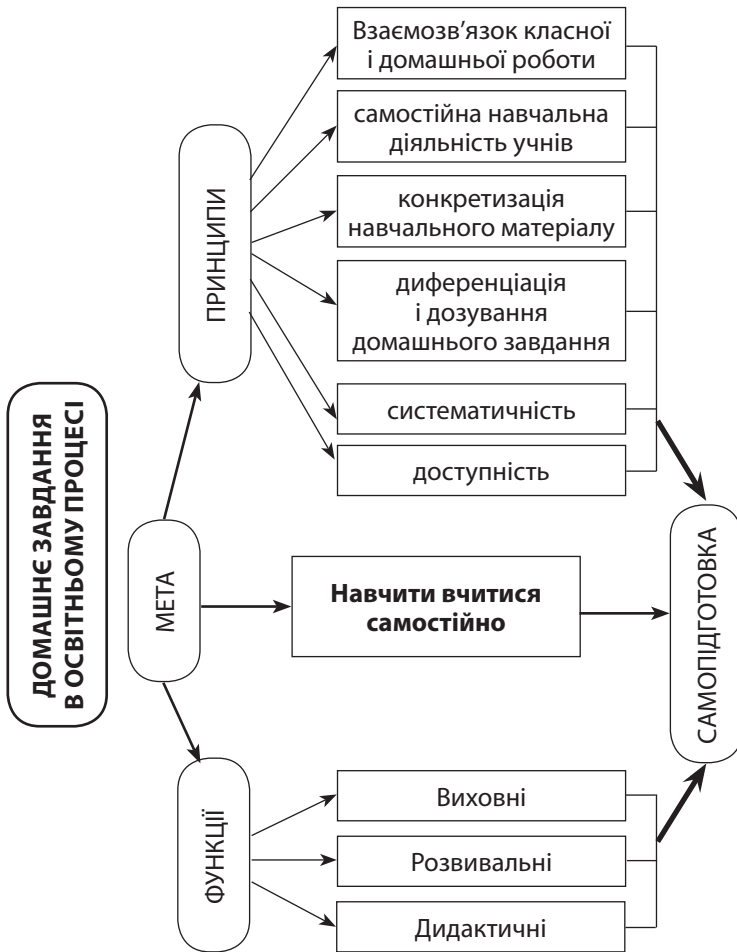 ДОМАШНЄ ЗАВДАННЯ
В ОСВІТНЬОМУ ПРОЦЕСІ
ПРИНЦИПИ
Взаємозв’язок класної
і домашньої роботи
самостійна навчальна
діяльність учнів
конкретизація
навчального матеріалу
диференціація
і дозування
домашнього завдання
систематичність
доступність
МЕТА
Навчити вчитися
самостійно
САМОПІДГОТОВКА
ФУНКЦІЇ
Виховні
Розвивальні
Дидактичні